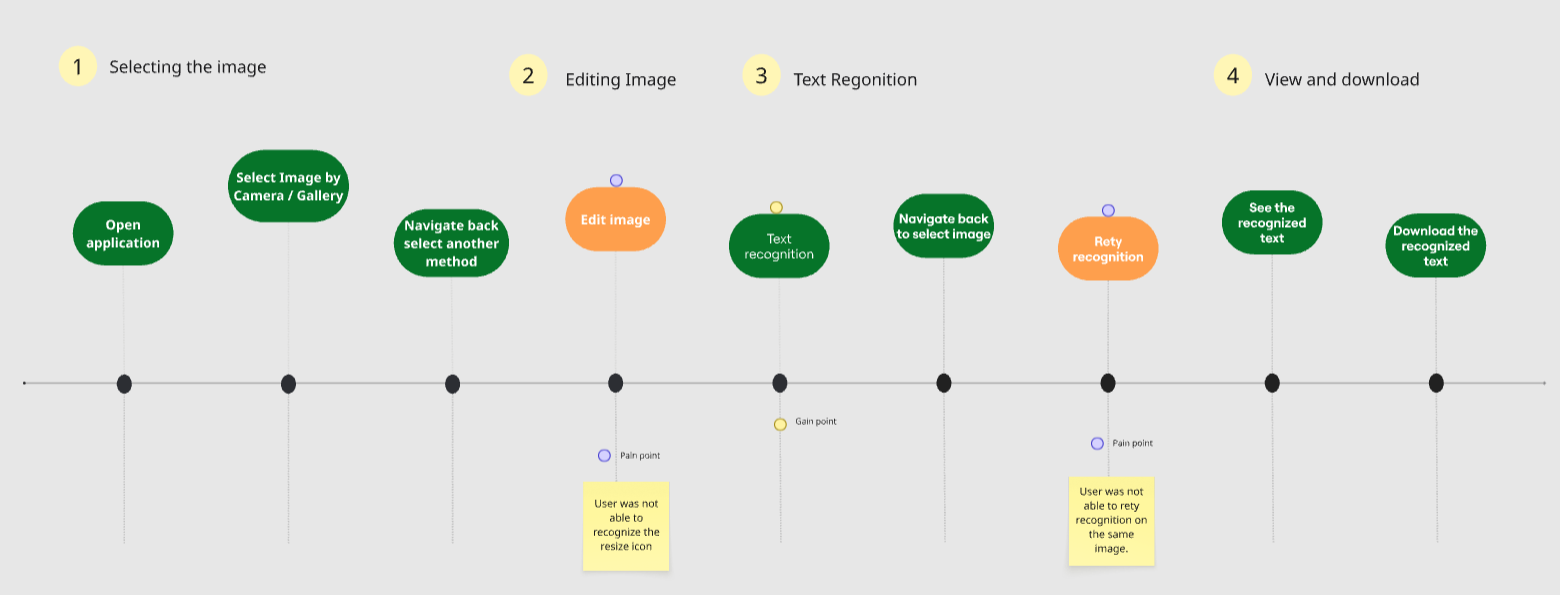 1
Selecting the image
2
Editing Image
3
Text Regonition
4
View and download
Open
application
Select Image by
Camera / Gallery
Navigate back
select another
method
Edit image
Text
recognition
Navigate back
to select image
Rety
recognition
See the
recognized
text
Download the
recognized
text
Pain point
User was not
able to
recognize the
resize icon
Gain point
Pain point
User was not
able to rety
recognition on
the same
image.